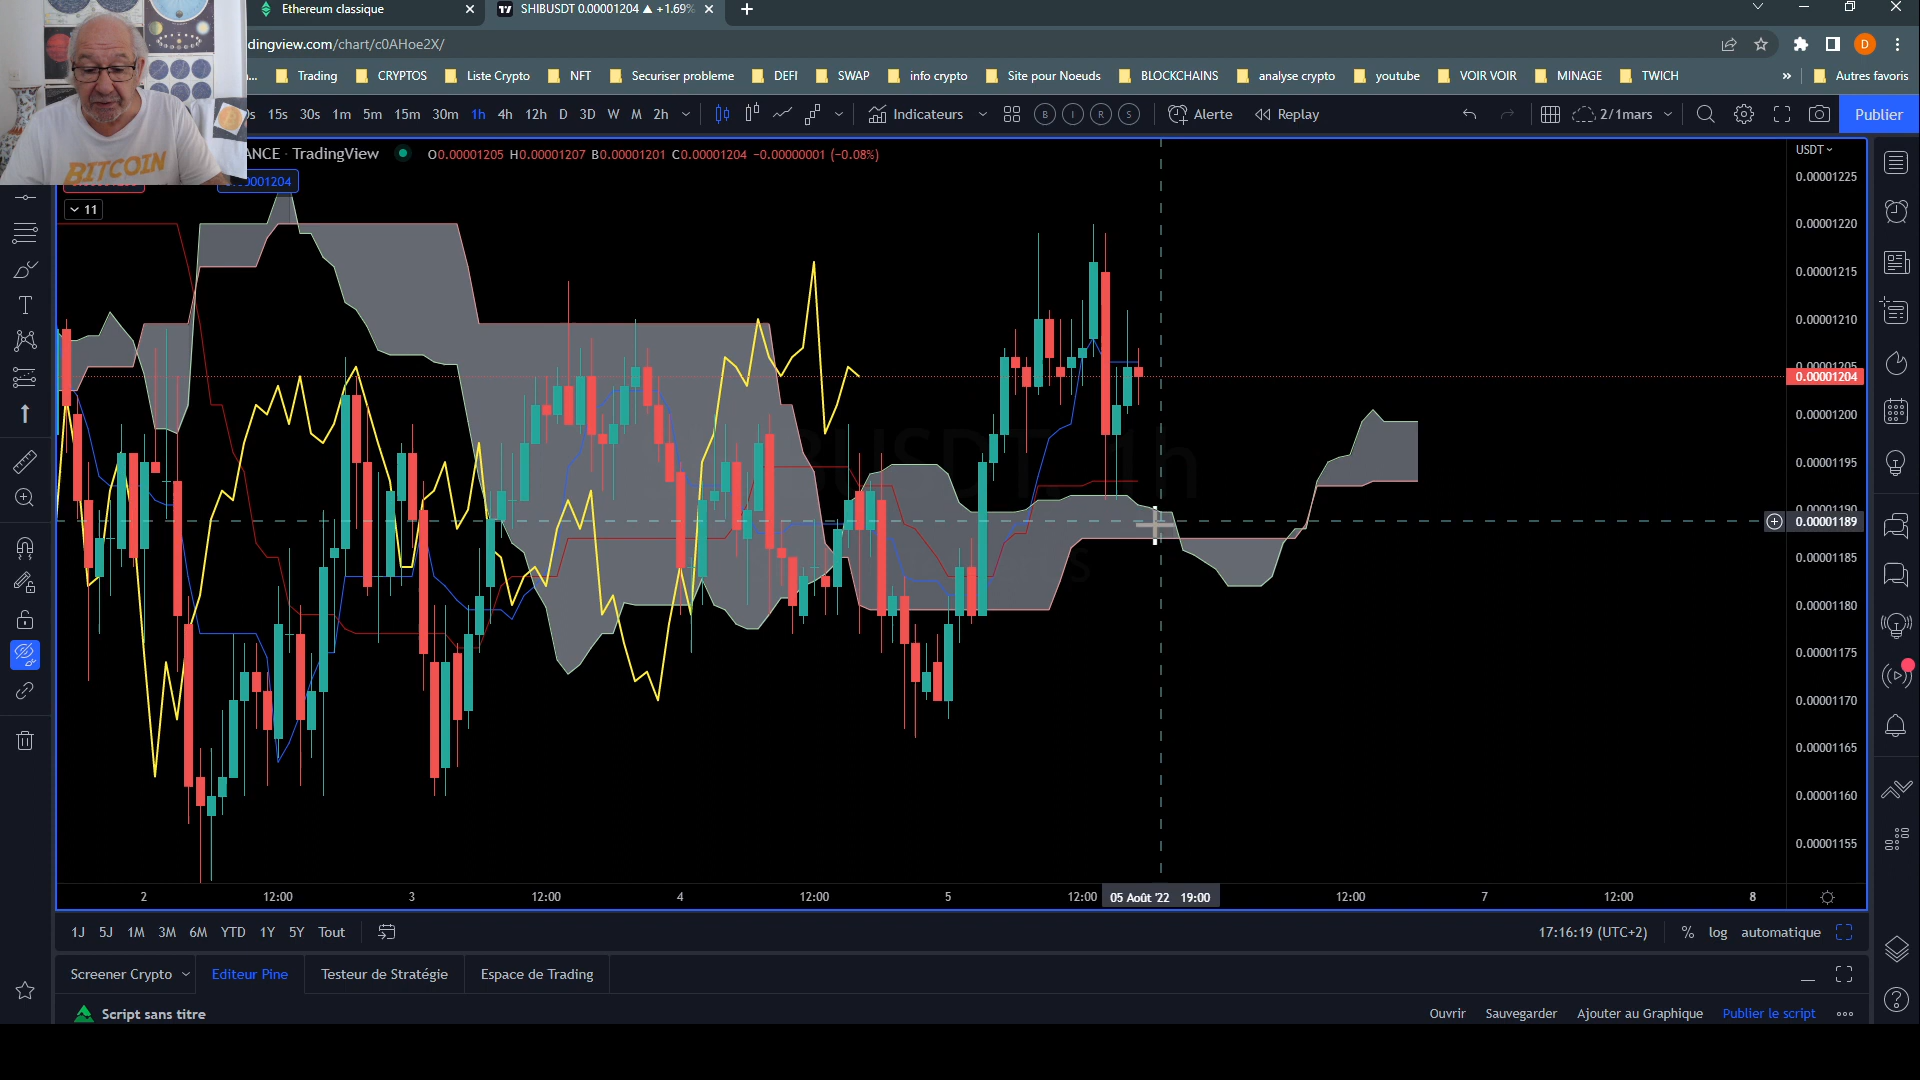 Ethereum classique
SHIBUSDT 0.00001204 ▲ +1.69%
dingview.com/chart/c0AHoe2X/
D
Trading CRYPTOS Liste Crypto NFT Securiser probleme DEFI SWAP info crypto Site pour Noeuds BLOCKCHAINS analyse crypto youtube VOIR VOIR MINAGE TWICH » Autres favoris
15s 30s 1m 5m 15m 30m 1h 4h 12h D 3D W M 2h Indicateurs B I R S Alerte Replay 2/1mars Publier
BITCOIN
ANCE · TradingView O0.00001205 H0.00001207 B0.00001201 C0.00001204 −0.00000001 (−0.08%)
USDT
11
0.00001225
0.00001220
0.00001215
0.00001210
0.00001204
0.00001200
0.00001195
0.00001189
0.00001185
0.00001180
0.00001175
0.00001170
0.00001165
0.00001160
0.00001155
2 12:00 3 12:00 4 12:00 5 12:00 05 Août '22 19:00 12:00 7 12:00 8
1J 5J 1M 3M 6M YTD 1Y 5Y Tout 17:16:19 (UTC+2) % log automatique
Screener Crypto Editeur Pine Testeur de Stratégie Espace de Trading
Script sans titre Ouvrir Sauvegarder Ajouter au Graphique Publier le script